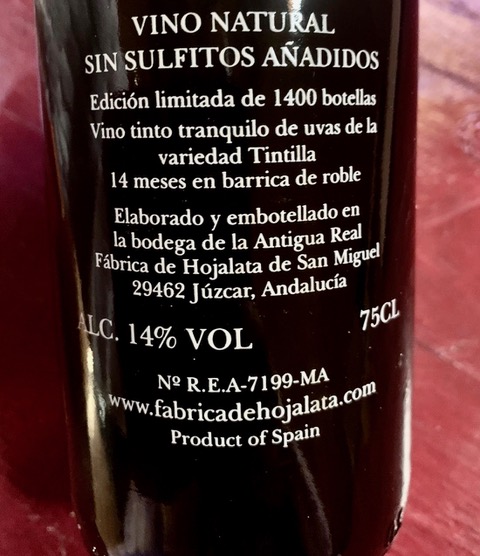 VINO NATURAL
SIN SULFITOS AÑADIDOS
Edición limitada de 1400 botellas
Vino tinto tranquilo de uvas de la
variedad Tintilla
14 meses en barrica de roble
Elaborado y embotellado en
la bodega de la Antigua Real
Fábrica de Hojalata de San Miguel
29462 Júzcar, Andalucía
ALC. 14% VOL 75CL
Nº R.E.A-7199-MA
www.fabricadehojalata.com
Product of Spain